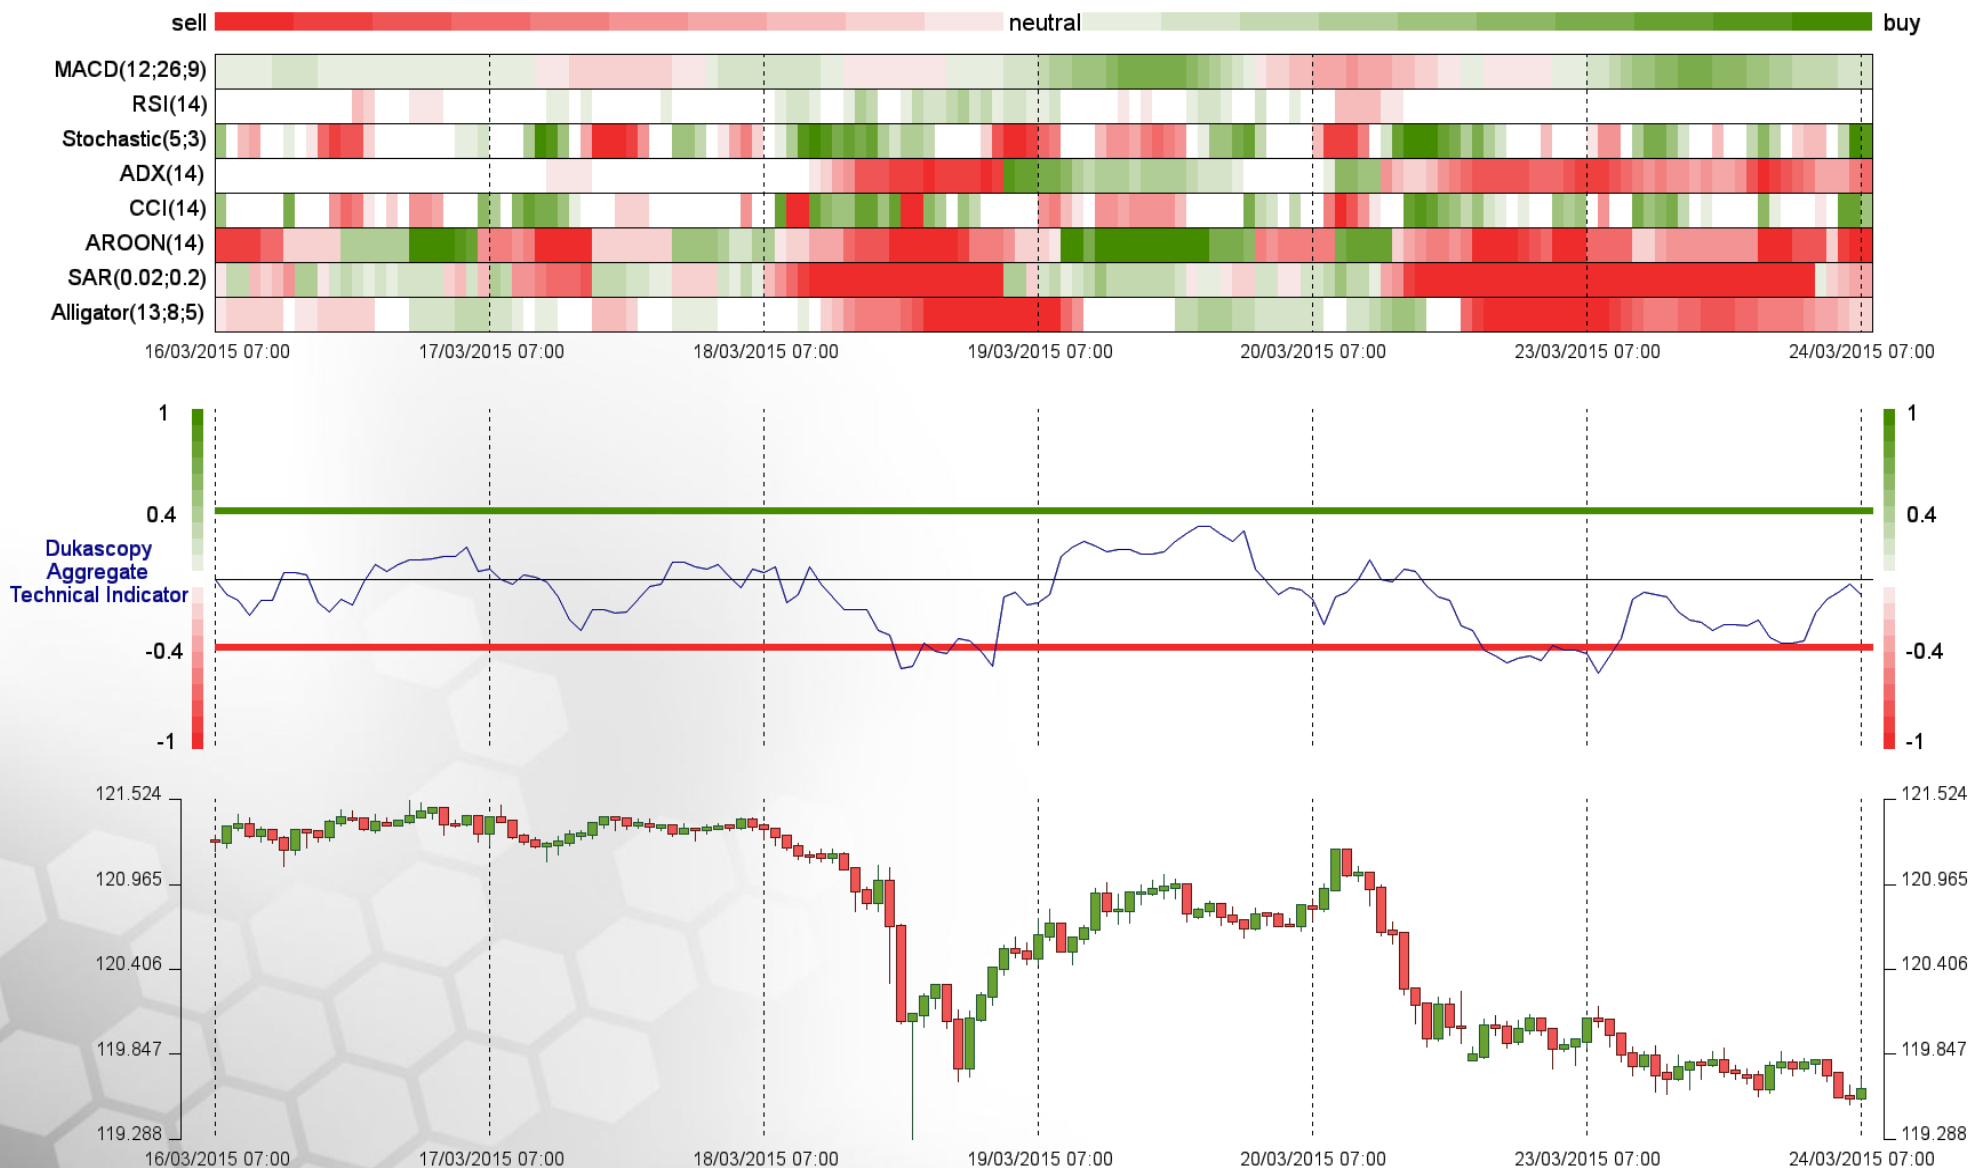 sell neutral buy
MACD(12;26;9)
RSI(14)
Stochastic(5;3)
ADX(14)
CCI(14)
AROON(14)
SAR(0.02;0.2)
Alligator(13;8;5)
16/03/2015 07:00 17/03/2015 07:00 18/03/2015 07:00 19/03/2015 07:00 20/03/2015 07:00 23/03/2015 07:00 24/03/2015 07:00
1 1
0.4 0.4
Dukascopy
Aggregate
Technical Indicator
-0.4 -0.4
-1 -1
121.524 121.524
120.965 120.965
120.406 120.406
119.847 119.847
119.288 119.288
16/03/2015 07:00 17/03/2015 07:00 18/03/2015 07:00 19/03/2015 07:00 20/03/2015 07:00 23/03/2015 07:00 24/03/2015 07:00